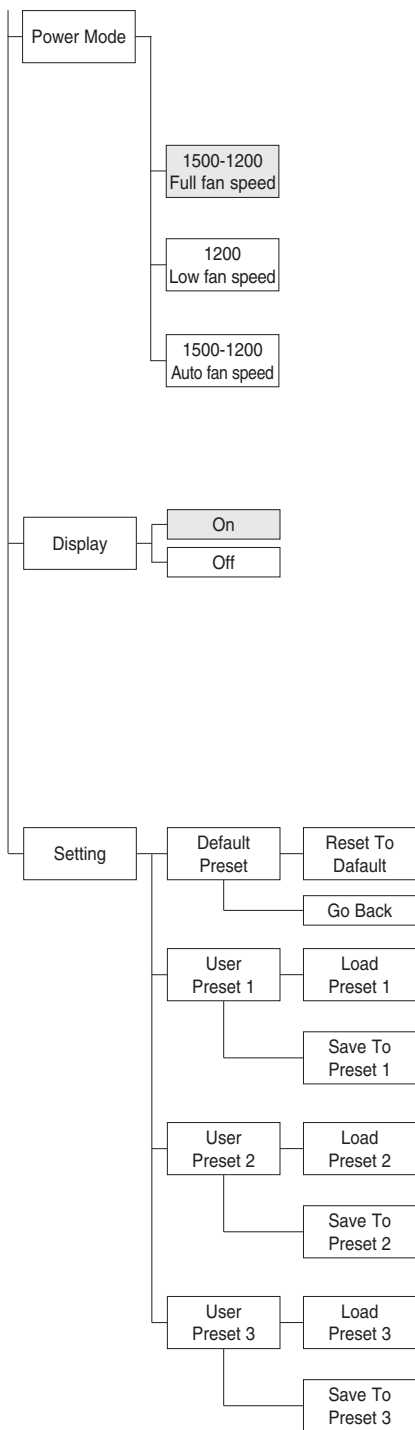 Power Mode
1500-1200
Full fan speed
1200
Low fan speed
1500-1200
Auto fan speed
Display
On
Off
Setting
Default
Preset
Reset To
Dafault
Go Back
User
Preset 1
Load
Preset 1
Save To
Preset 1
User
Preset 2
Load
Preset 2
Save To
Preset 2
User
Preset 3
Load
Preset 3
Save To
Preset 3